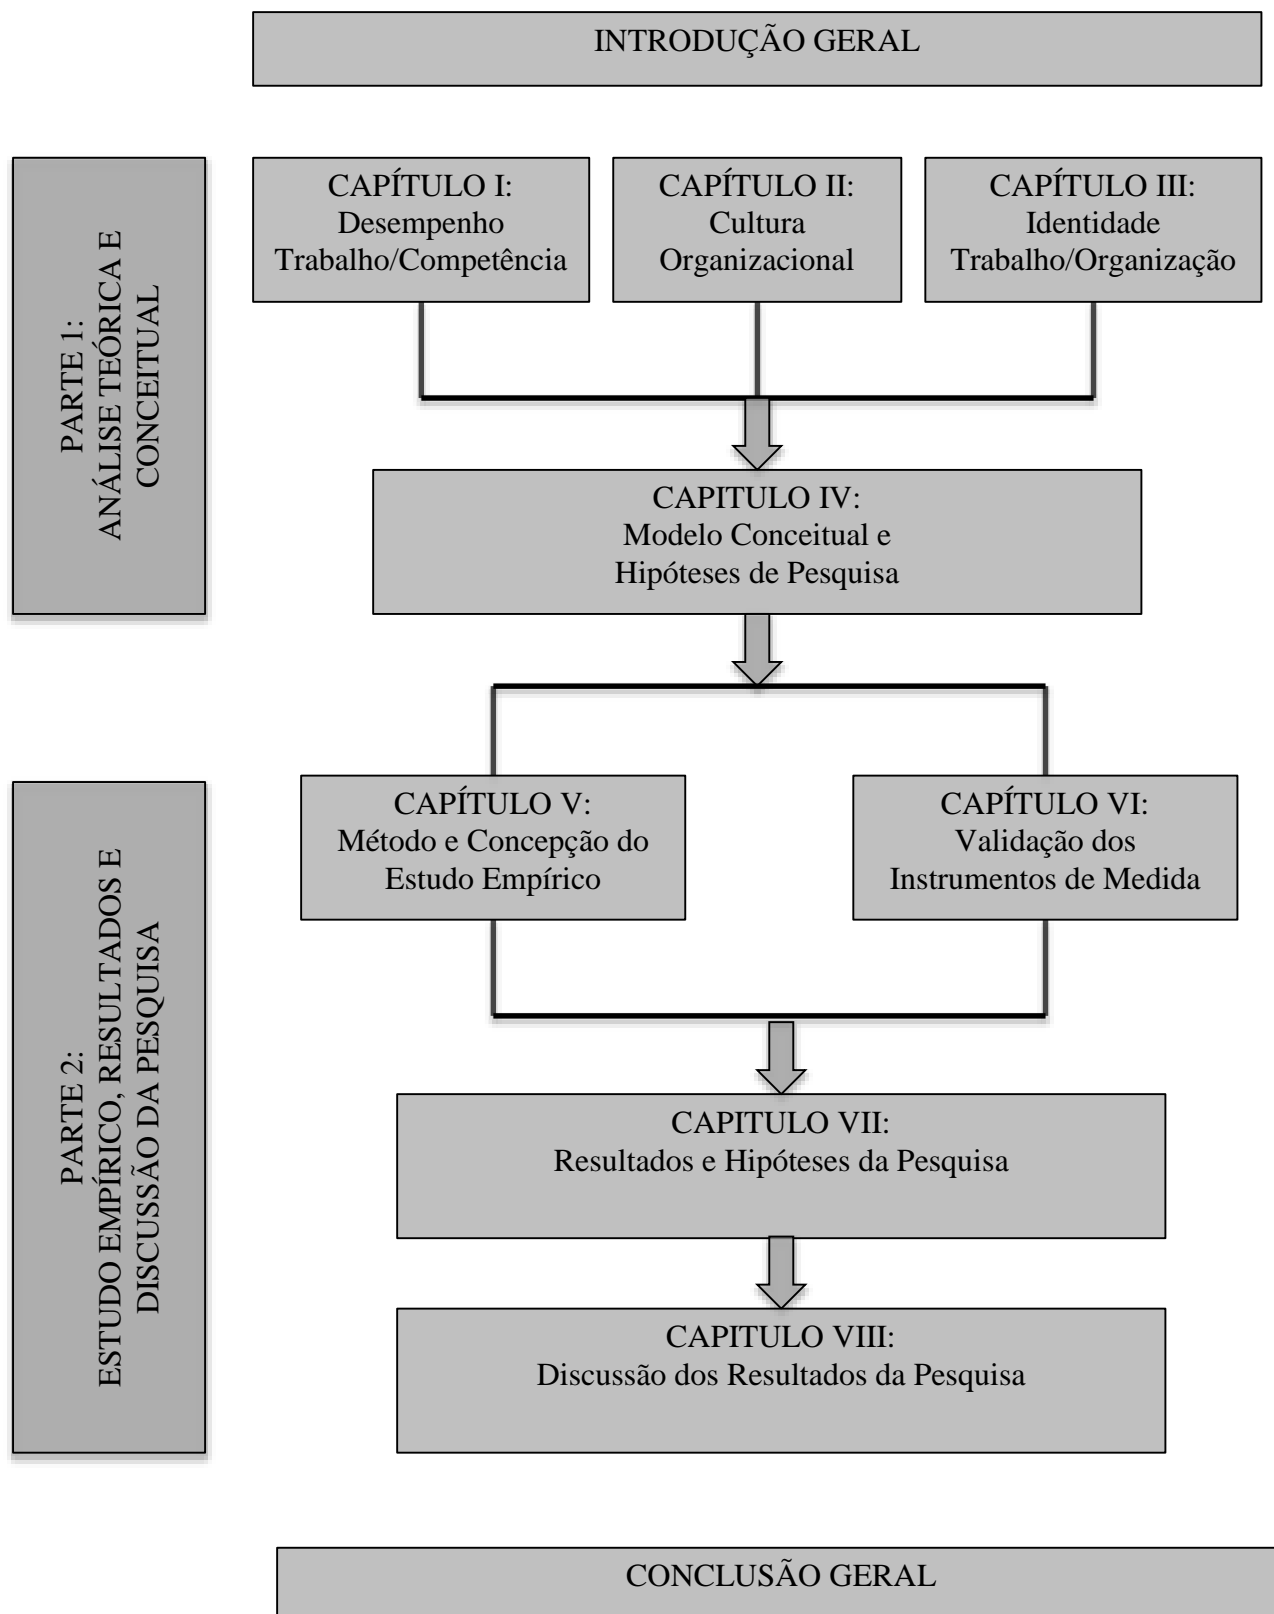 INTRODUÇÃO GERAL
PARTE 1:
ANÁLISE TEÓRICA E
CONCEITUAL
CAPÍTULO I:
Desempenho
Trabalho/Competência
CAPÍTULO II:
Cultura
Organizacional
CAPÍTULO III:
Identidade
Trabalho/Organização
CAPITULO IV:
Modelo Conceitual e
Hipóteses de Pesquisa
PARTE 2:
ESTUDO EMPÍRICO, RESULTADOS E
DISCUSSÃO DA PESQUISA
CAPÍTULO V:
Método e Concepção do
Estudo Empírico
CAPÍTULO VI:
Validação dos
Instrumentos de Medida
CAPITULO VII:
Resultados e Hipóteses da Pesquisa
CAPITULO VIII:
Discussão dos Resultados da Pesquisa
CONCLUSÃO GERAL